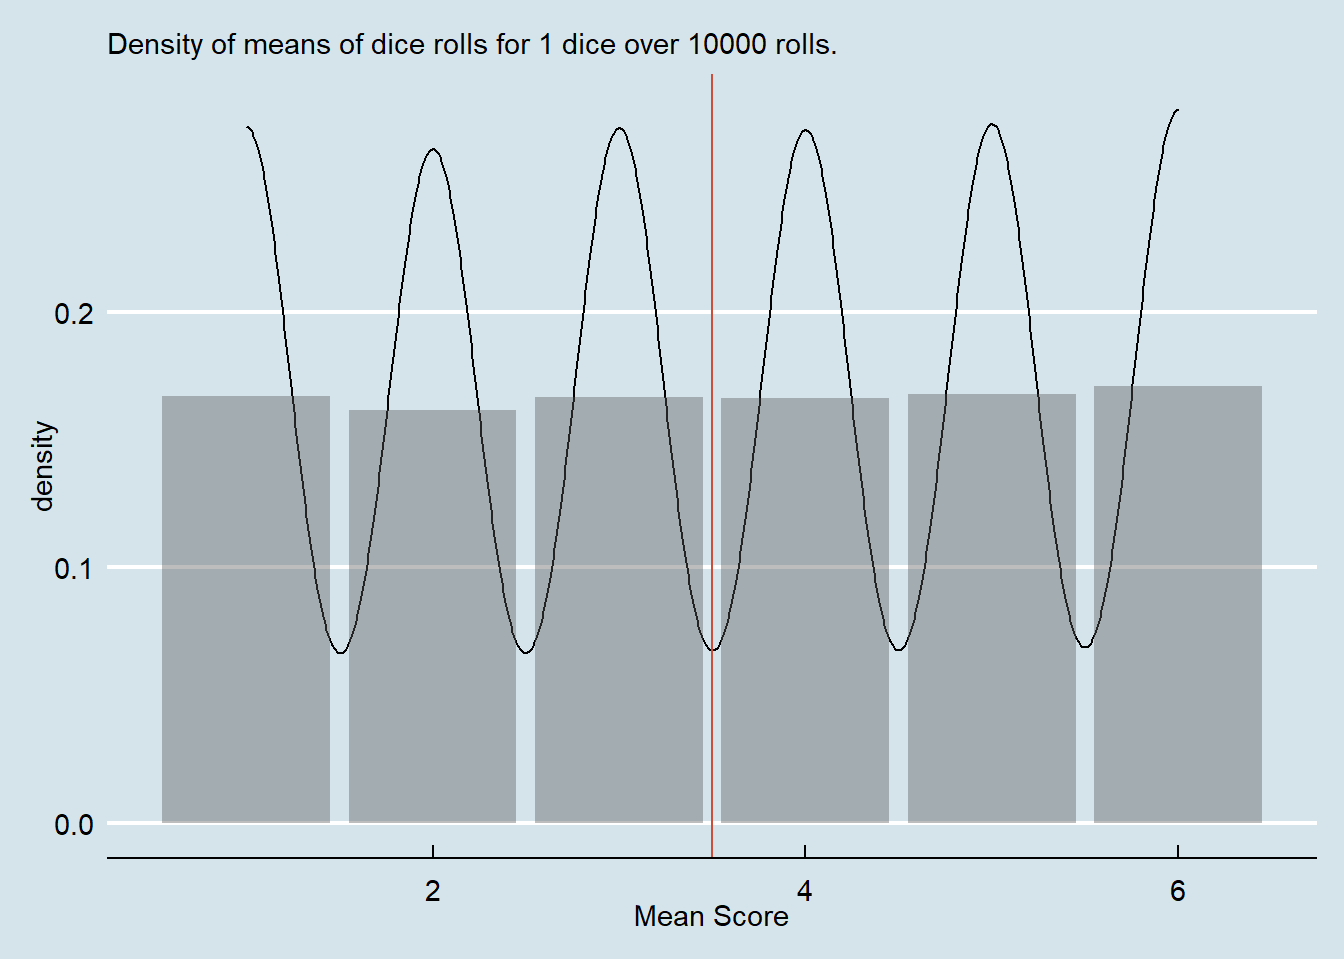 Density of means of dice rolls for 1 dice over 10000 rolls.
0.2
0.1
0.0
density
2 4 6
Mean Score